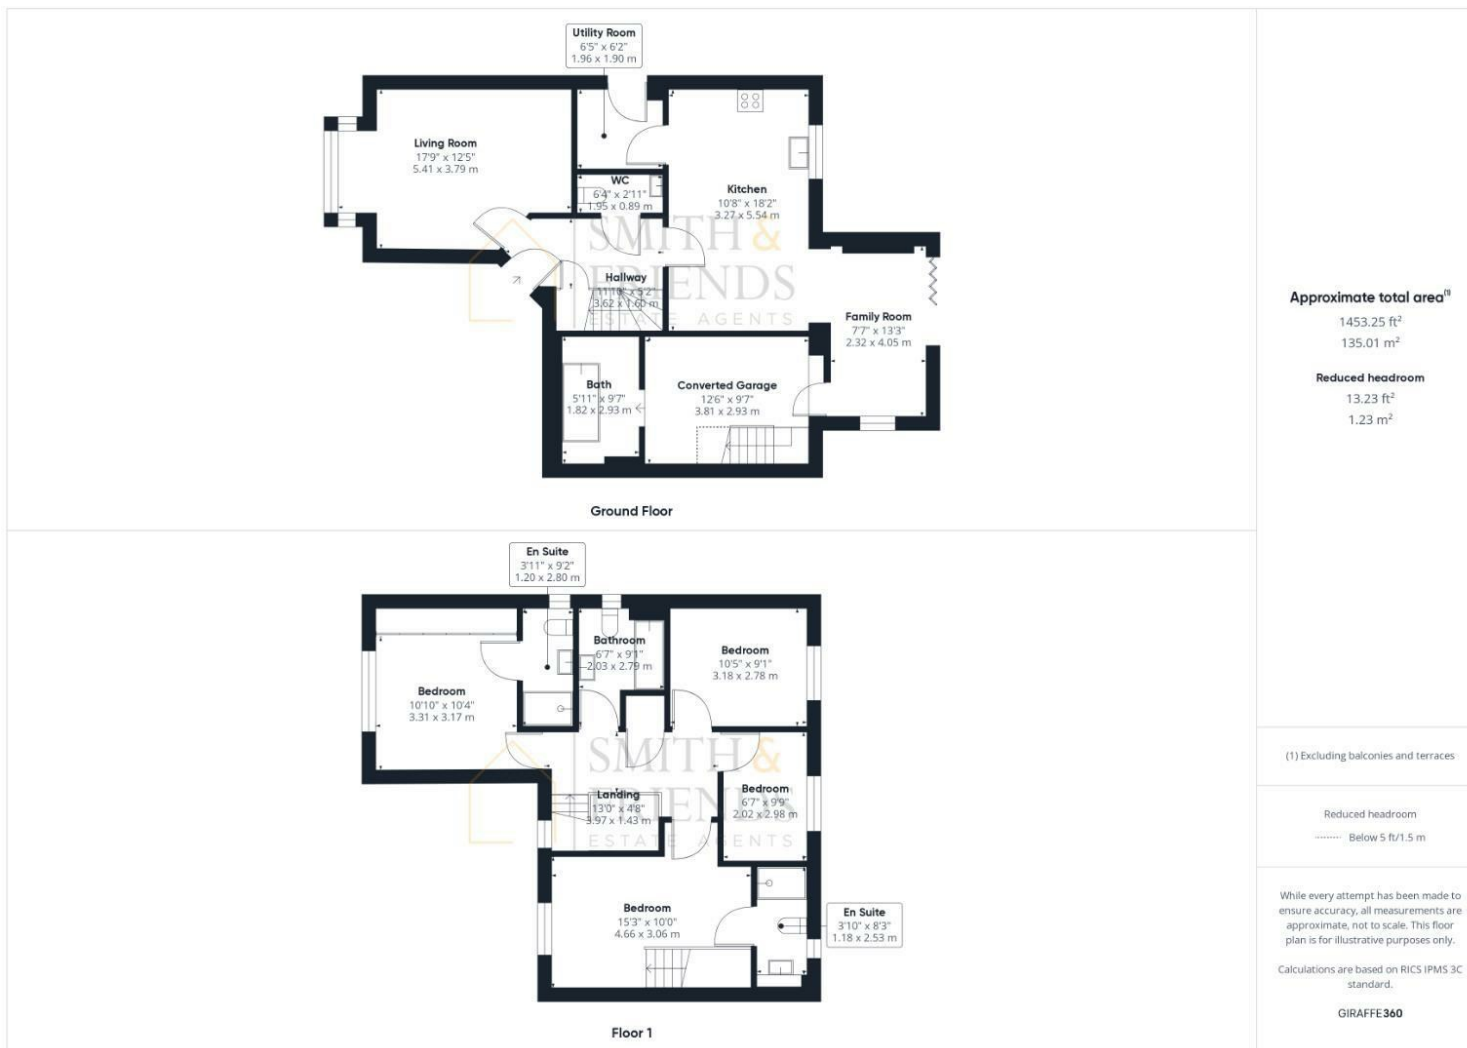 Utility Room
6'5" x 6'2"
1.96 x 1.90 m
Living Room
17'9" x 12'5"
5.41 x 3.79 m
WC
6'4" x 2'11"
1.95 x 0.89 m
Kitchen
10'8" x 18'2"
3.27 x 5.54 m
SMITH &
FRIENDS
ESTATE AGENTS
Hallway
11'10" x 5'2"
3.62 x 1.60 m
Family Room
7'7" x 13'3"
2.32 x 4.05 m
Bath
5'11" x 9'7"
1.82 x 2.93 m
Converted Garage
12'6" x 9'7"
3.81 x 2.93 m
Ground Floor
En Suite
3'11" x 9'2"
1.20 x 2.80 m
Bathroom
6'7" x 9'1"
2.03 x 2.79 m
Bedroom
10'5" x 9'1"
3.18 x 2.78 m
Bedroom
10'10" x 10'4"
3.31 x 3.17 m
SMITH &
FRIENDS
ESTATE AGENTS
Landing
13'0" x 4'8"
3.97 x 1.43 m
Bedroom
6'7" x 9'9"
2.02 x 2.98 m
Bedroom
15'3" x 10'0"
4.66 x 3.06 m
En Suite
3'10" x 8'3"
1.18 x 2.53 m
Floor 1
Approximate total area(1)
1453.25 ft²
135.01 m²
Reduced headroom
13.23 ft²
1.23 m²
(1) Excluding balconies and terraces
Reduced headroom
Below 5 ft/1.5 m
While every attempt has been made to
ensure accuracy, all measurements are
approximate, not to scale. This floor
plan is for illustrative purposes only.
Calculations are based on RICS IPMS 3C
standard.
GIRAFFE360